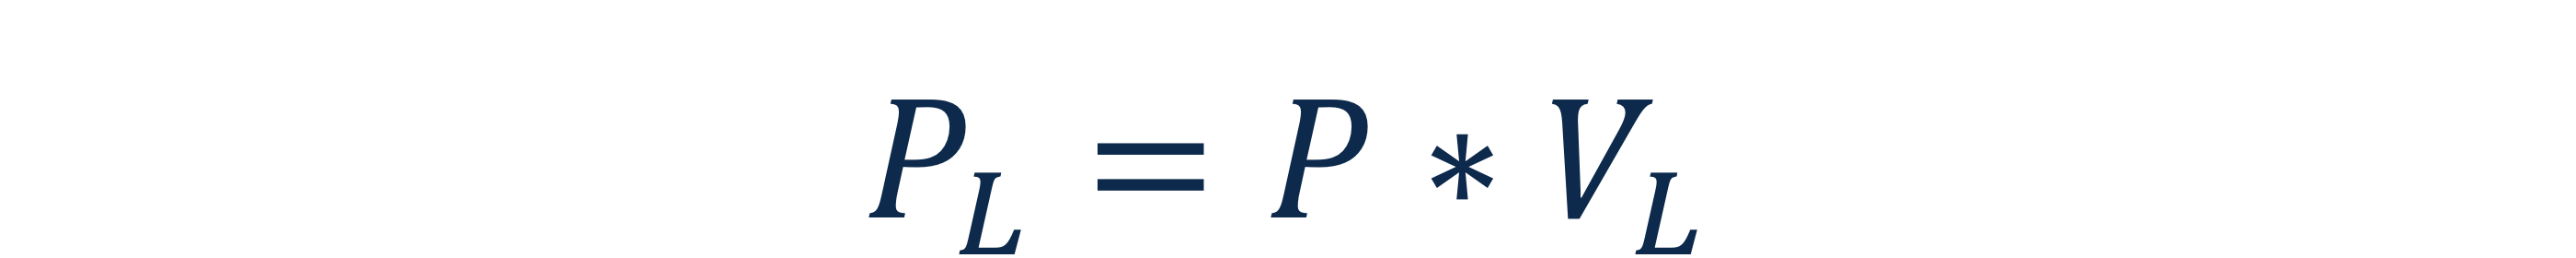 P_L = P * V_L